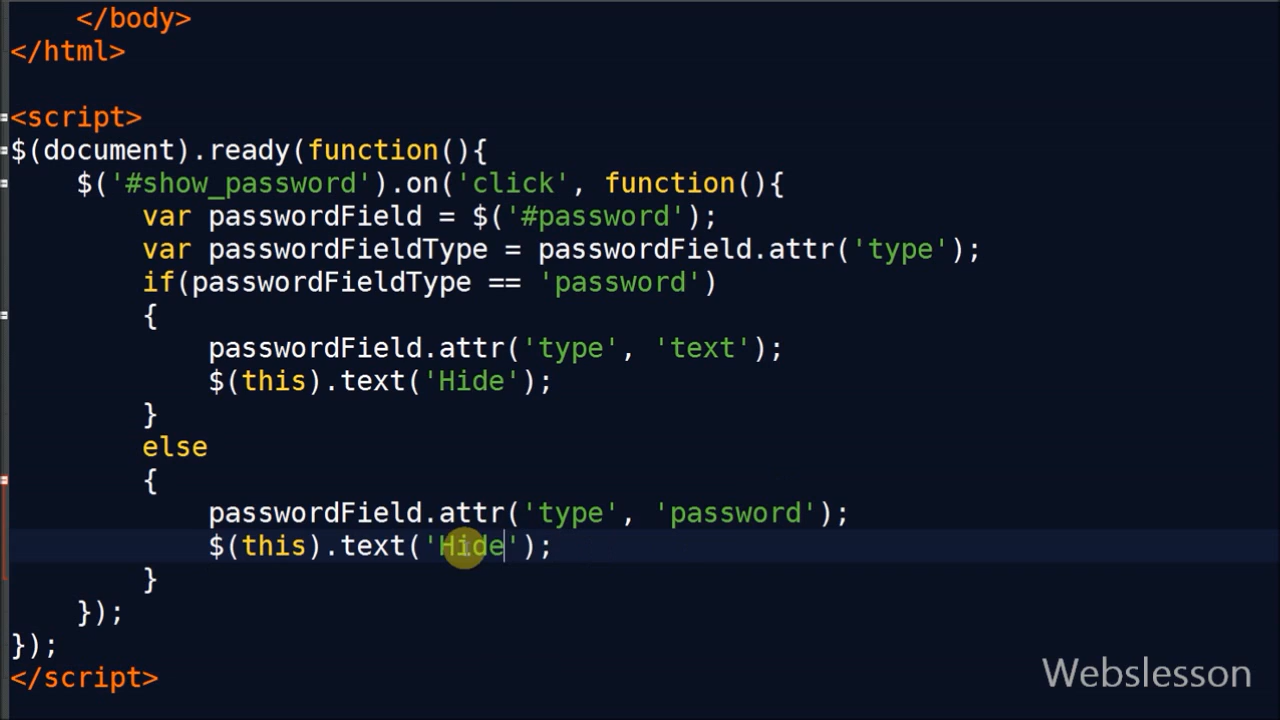 </body>
</html>

<script>
$(document).ready(function(){
    $('#show_password').on('click', function(){
        var passwordField = $('#password');
        var passwordFieldType = passwordField.attr('type');
        if(passwordFieldType == 'password')
        {
            passwordField.attr('type', 'text');
            $(this).text('Hide');
        }
        else
        {
            passwordField.attr('type', 'password');
            $(this).text('Hide');
        }
    });
});
</script>
Webslesson